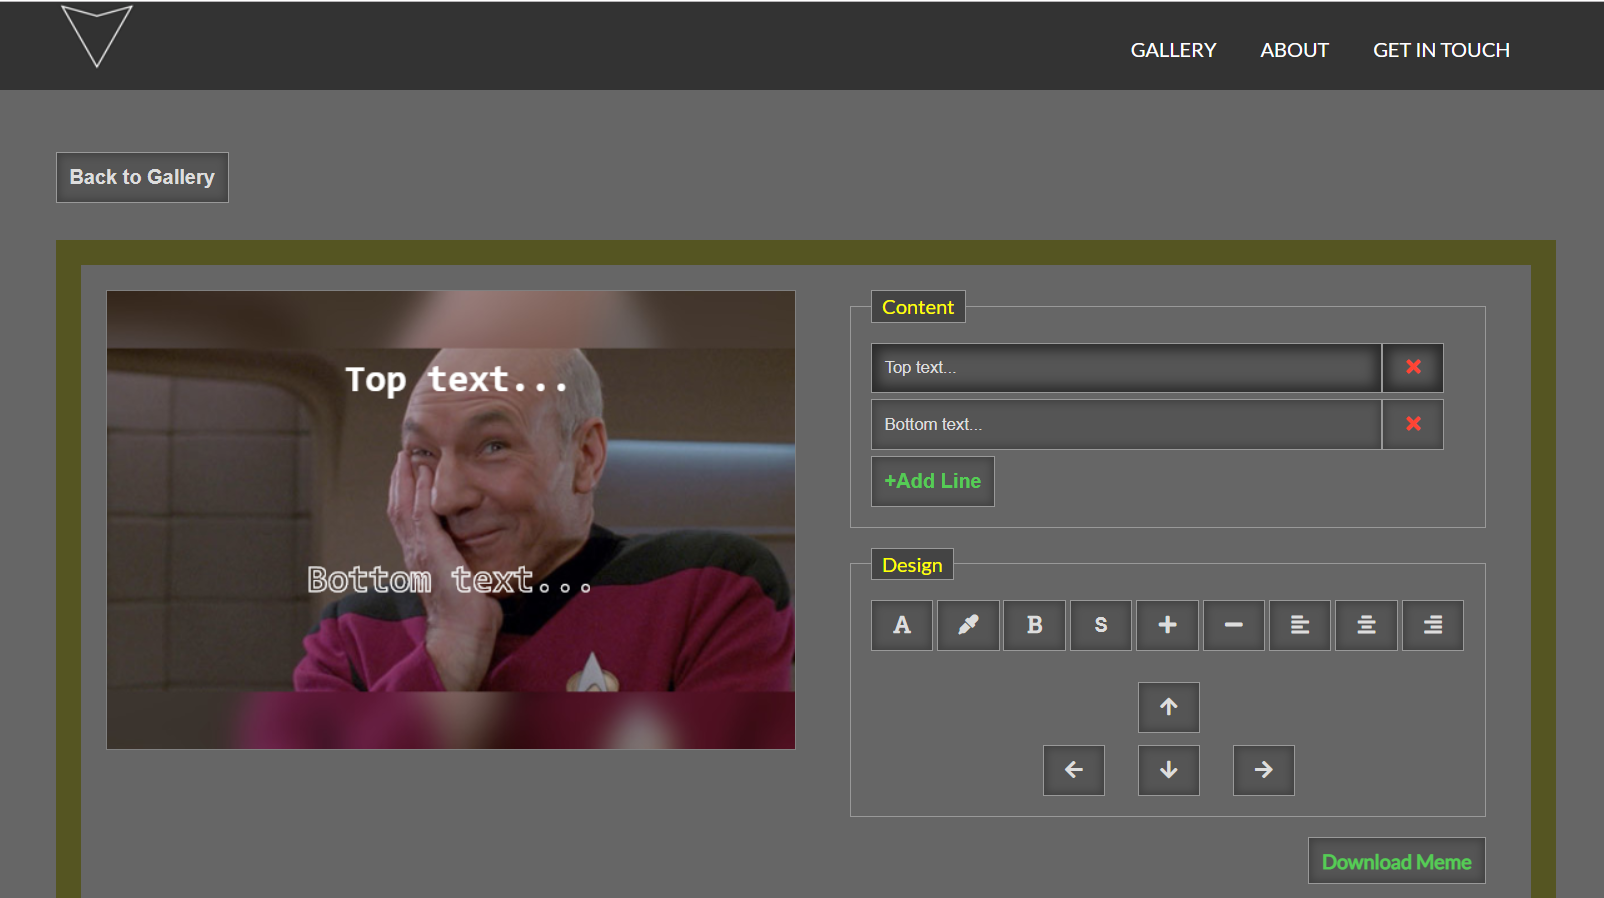 GALLERY ABOUT GET IN TOUCH
Back to Gallery
Top text...
Bottom text...
Content
Top text...
Bottom text...
+Add Line
Design
A B S
Download Meme